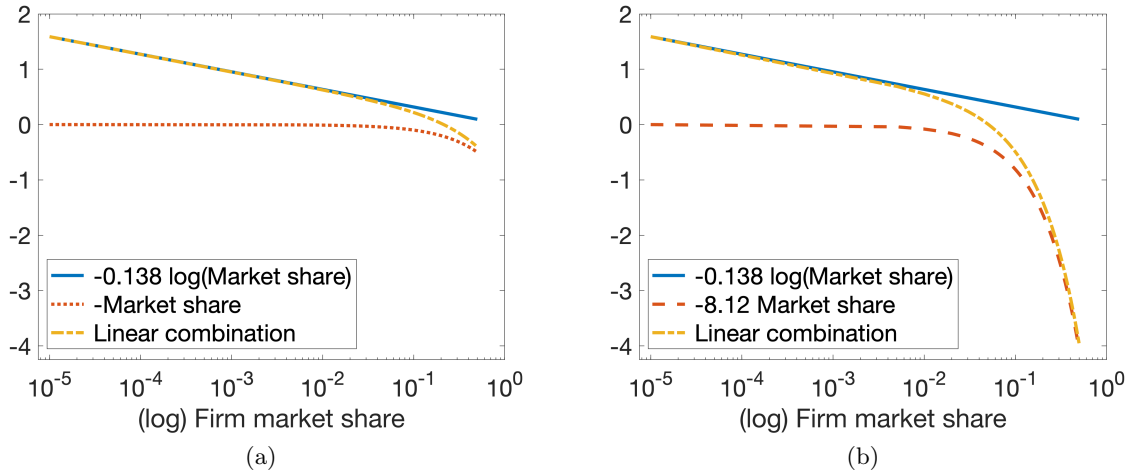 2
1
0
-1
-2
-3
-4
-0.138 log(Market share)
-Market share
Linear combination
10^-5 10^-4 10^-3 10^-2 10^-1 10^0
(log) Firm market share
(a)
2
1
0
-1
-2
-3
-4
-0.138 log(Market share)
-8.12 Market share
Linear combination
10^-5 10^-4 10^-3 10^-2 10^-1 10^0
(log) Firm market share
(b)